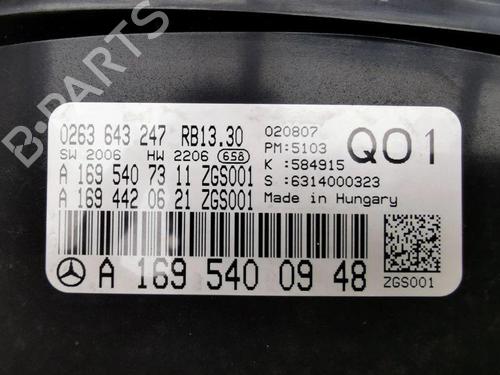 0263 643 247 RB13.30
SW 2006 HW 2206 658
A 169 540 73 11 ZGS001
A 169 442 06 21 ZGS001
020807
PM:5103
K :584915
S :6314000323
Made in Hungary
Q01
A 169 540 09 48
ZGS001
B-PARTS